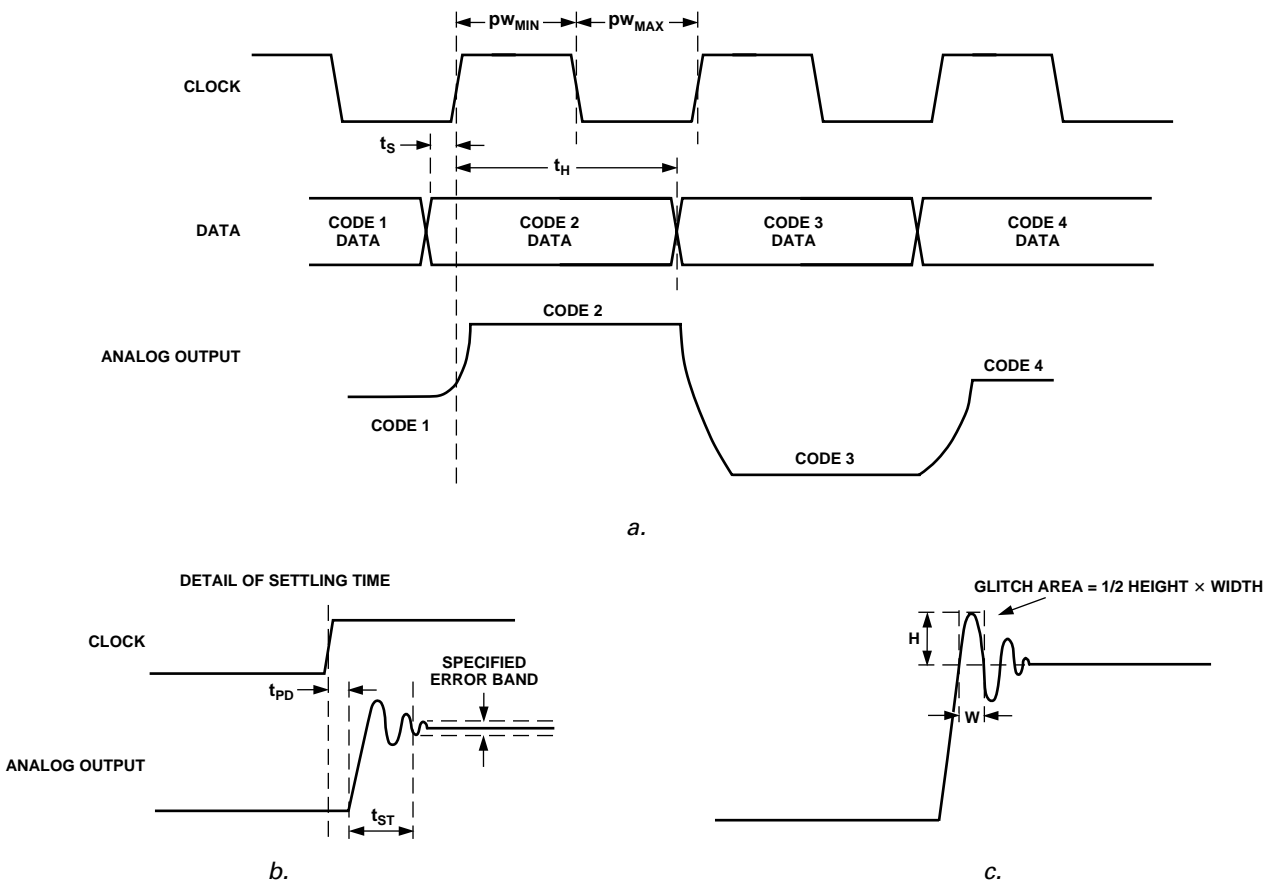 pwMIN
pwMAX
CLOCK
tS
tH
DATA
CODE 1
DATA
CODE 2
DATA
CODE 3
DATA
CODE 4
DATA
CODE 2
ANALOG OUTPUT
CODE 4
CODE 1
CODE 3
a.
DETAIL OF SETTLING TIME
CLOCK
SPECIFIED
ERROR BAND
tPD
ANALOG OUTPUT
tST
b.
GLITCH AREA = 1/2 HEIGHT × WIDTH
H
W
c.